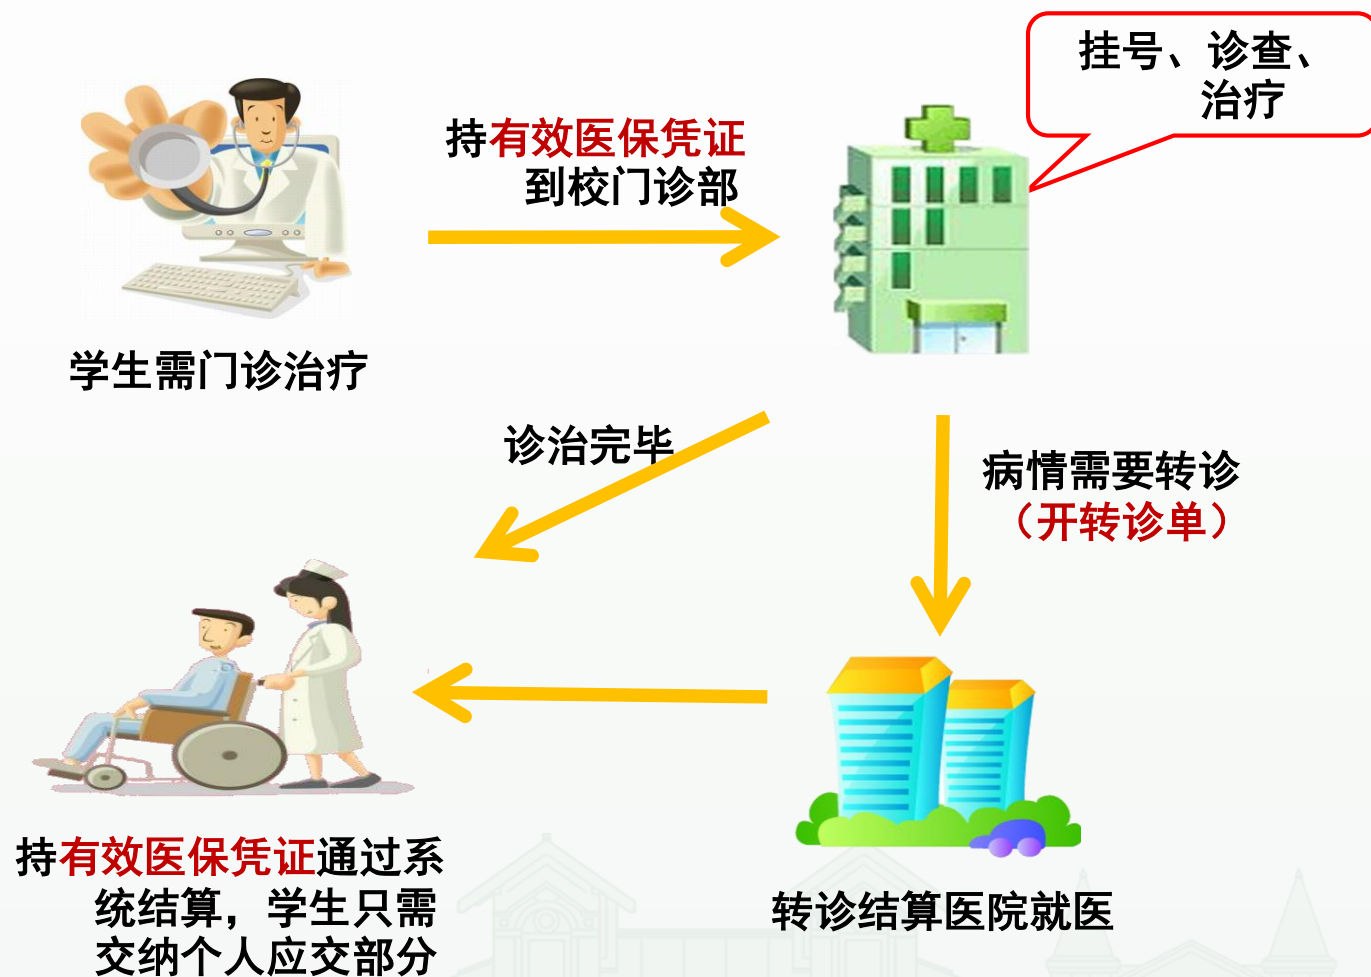 挂号、诊查、
治疗
持有效医保凭证
到校门诊部
学生需门诊治疗
诊治完毕
病情需要转诊
（开转诊单）
持有效医保凭证通过系
统结算，学生只需
交纳个人应交部分
转诊结算医院就医